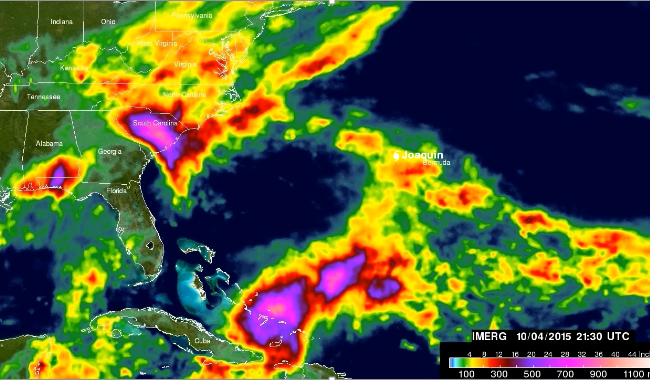 Indiana
Ohio
Pennsylvania
West Virginia
Kentucky
Virginia
Tennessee
North Carolina
South Carolina
Alabama
Georgia
Joaquin
Bermuda
Florida
Cuba
IMERG 10/04/2015 21:30 UTC
4 8 12 16 20 24 28 32 36 40 44
100 300 500 700 900 1100